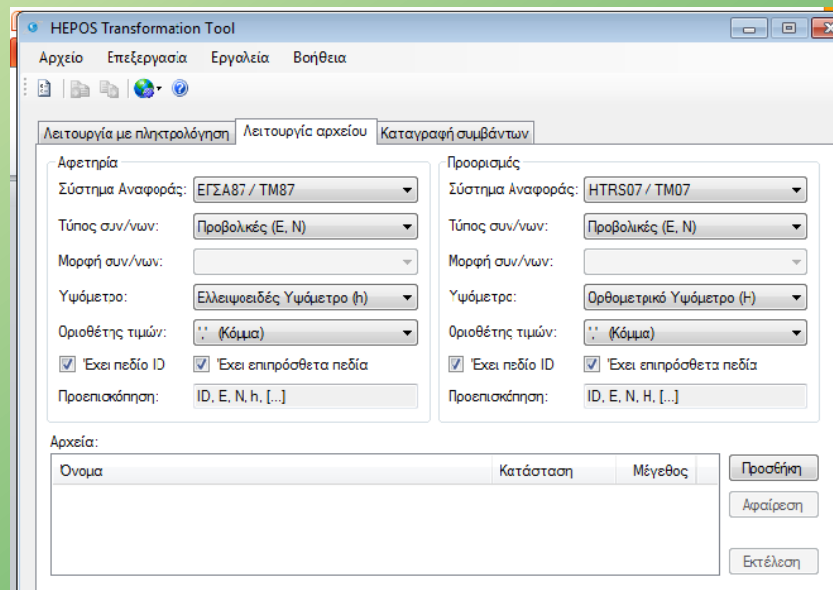 HEPOS Transformation Tool
Αρχείο Επεξεργασία Εργαλεία Βοήθεια
Λειτουργία με πληκτρολόγηση Λειτουργία αρχείου Καταγραφή συμβάντων
Αφετηρία
Σύστημα Αναφοράς: ΕΓΣΑ87 / TM87
Τύπος συν/νων: Προβολικές (E, N)
Μορφή συν/νων:
Υψόμετρο: Ελλειψοειδές Υψόμετρο (h)
Οριοθέτης τιμών: ',' (Κόμμα)
Έχει πεδίο ID Έχει επιπρόσθετα πεδία
Προεπισκόπηση: ID, E, N, h, [...]
Προορισμός
Σύστημα Αναφοράς: HTRS07 / TM07
Τύπος συν/νων: Προβολικές (E, N)
Μορφή συν/νων:
Υψόμετρο: Ορθομετρικό Υψόμετρο (H)
Οριοθέτης τιμών: ',' (Κόμμα)
Έχει πεδίο ID Έχει επιπρόσθετα πεδία
Προεπισκόπηση: ID, E, N, H, [...]
Αρχεία:
Όνομα Κατάσταση Μέγεθος
Προσθήκη
Αφαίρεση
Εκτέλεση